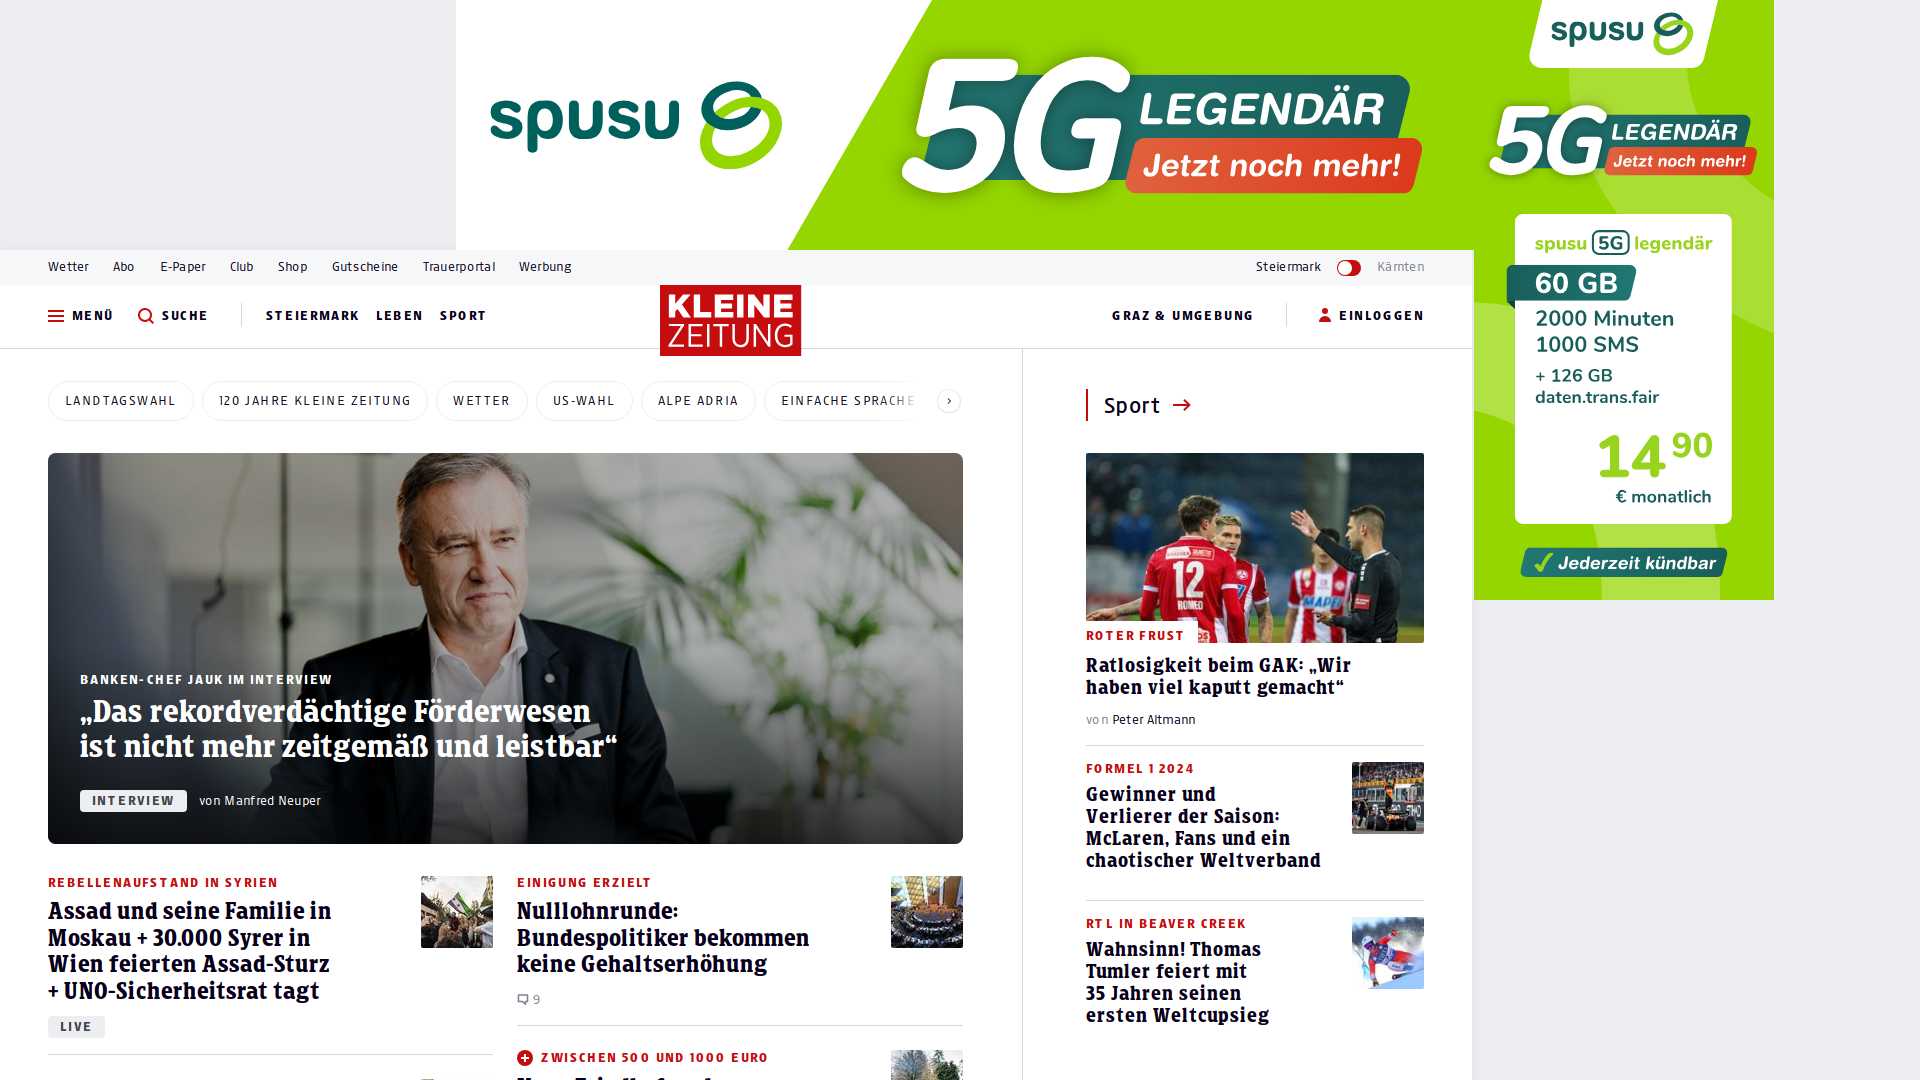 spusu
5G
LEGENDÄR
Jetzt noch mehr!
spusu
5G
LEGENDÄR
Jetzt noch mehr!
spusu 5G legendär
60 GB
2000 Minuten
1000 SMS
+ 126 GB
daten.trans.fair
14 90
€ monatlich
Jederzeit kündbar
Wetter Abo E-Paper Club Shop Gutscheine Trauerportal Werbung
Steiermark Kärnten
MENÜ SUCHE STEIERMARK LEBEN SPORT
KLEINE
ZEITUNG
GRAZ & UMGEBUNG EINLOGGEN
LANDTAGSWAHL 120 JAHRE KLEINE ZEITUNG WETTER US-WAHL ALPE ADRIA EINFACHE SPRACHE
BANKEN-CHEF JAUK IM INTERVIEW
„Das rekordverdächtige Förderwesen
ist nicht mehr zeitgemäß und leistbar“
INTERVIEW von Manfred Neuper
REBELLENAUFSTAND IN SYRIEN
Assad und seine Familie in
Moskau + 30.000 Syrer in
Wien feierten Assad-Sturz
+ UNO-Sicherheitsrat tagt
LIVE
EINIGUNG ERZIELT
Nulllohnrunde:
Bundespolitiker bekommen
keine Gehaltserhöhung
9
ZWISCHEN 500 UND 1000 EURO
Sport
12
ROMEO
ROTER FRUST
Ratlosigkeit beim GAK: „Wir
haben viel kaputt gemacht“
von Peter Altmann
FORMEL 1 2024
Gewinner und
Verlierer der Saison:
McLaren, Fans und ein
chaotischer Weltverband
RTL IN BEAVER CREEK
Wahnsinn! Thomas
Tumler feiert mit
35 Jahren seinen
ersten Weltcupsieg